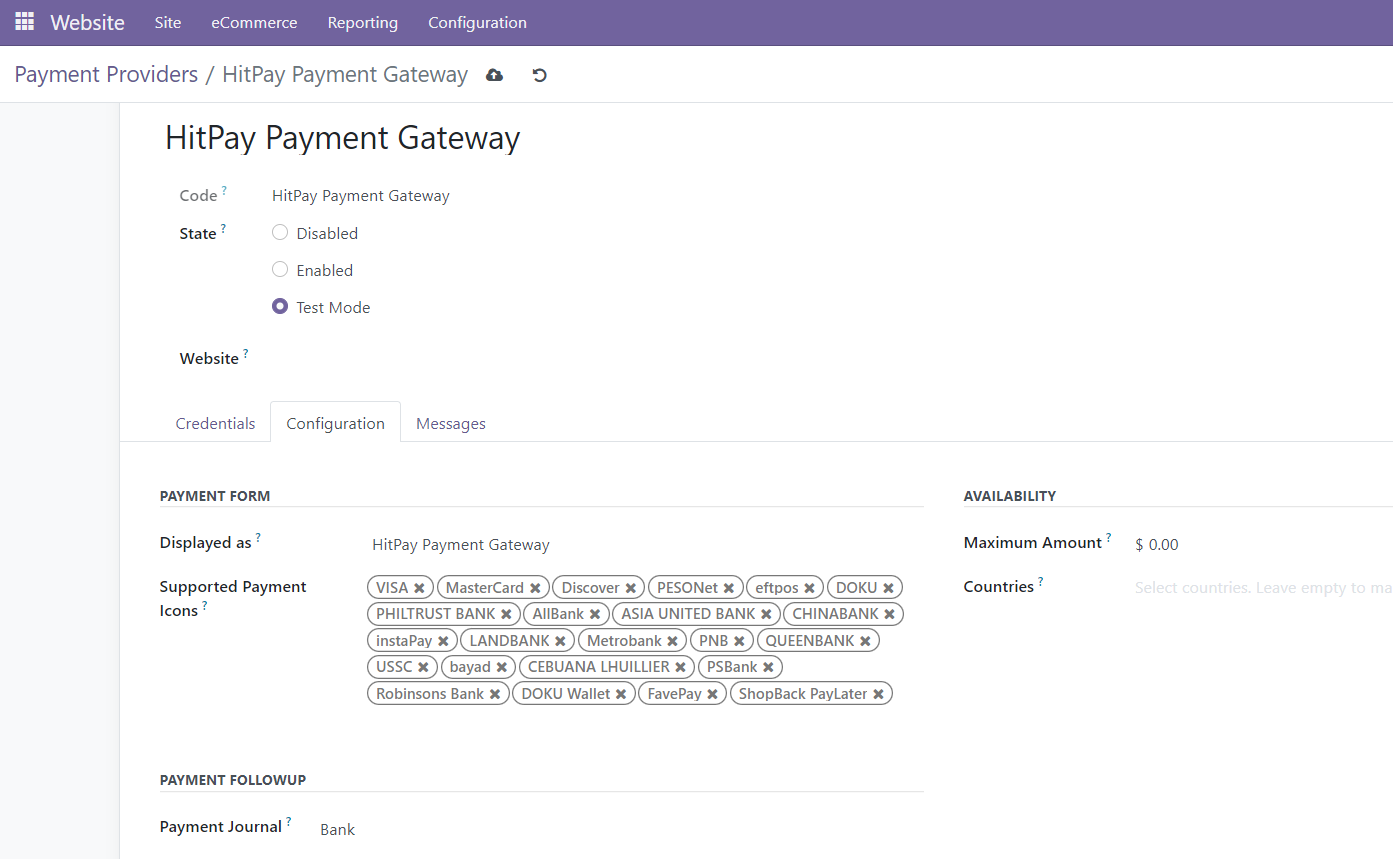 Website Site eCommerce Reporting Configuration
Payment Providers / HitPay Payment Gateway
HitPay Payment Gateway
Code ? HitPay Payment Gateway
State ? Disabled
Enabled
Test Mode
Website ?
Credentials Configuration Messages
PAYMENT FORM
Displayed as ? HitPay Payment Gateway
Supported Payment
Icons ?
VISA MasterCard Discover PESONet eftpos DOKU
PHILTRUST BANK AllBank ASIA UNITED BANK CHINABANK
instaPay LANDBANK Metrobank PNB QUEENBANK
USSC bayad CEBUANA LHUILLIER PSBank
Robinsons Bank DOKU Wallet FavePay ShopBack PayLater
AVAILABILITY
Maximum Amount ? $ 0.00
Countries ? Select countries. Leave empty to ma
PAYMENT FOLLOWUP
Payment Journal ? Bank